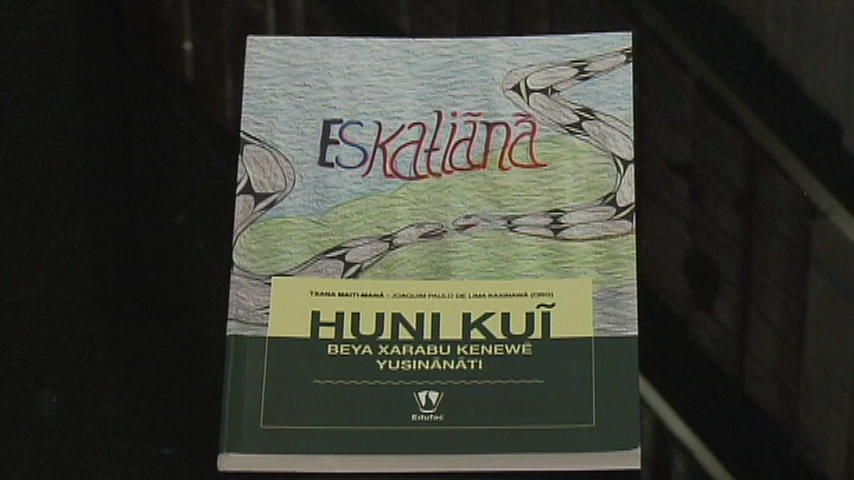 ESkatiãnã
TXANA MAITI-MANÃ - JOAQUIM PAULO DE LIMA KAXINAWÁ (ORG)
HUNI KUĨ
BEYA XARABU KENEWẼ
YUSINÃNÃTI
Edufac